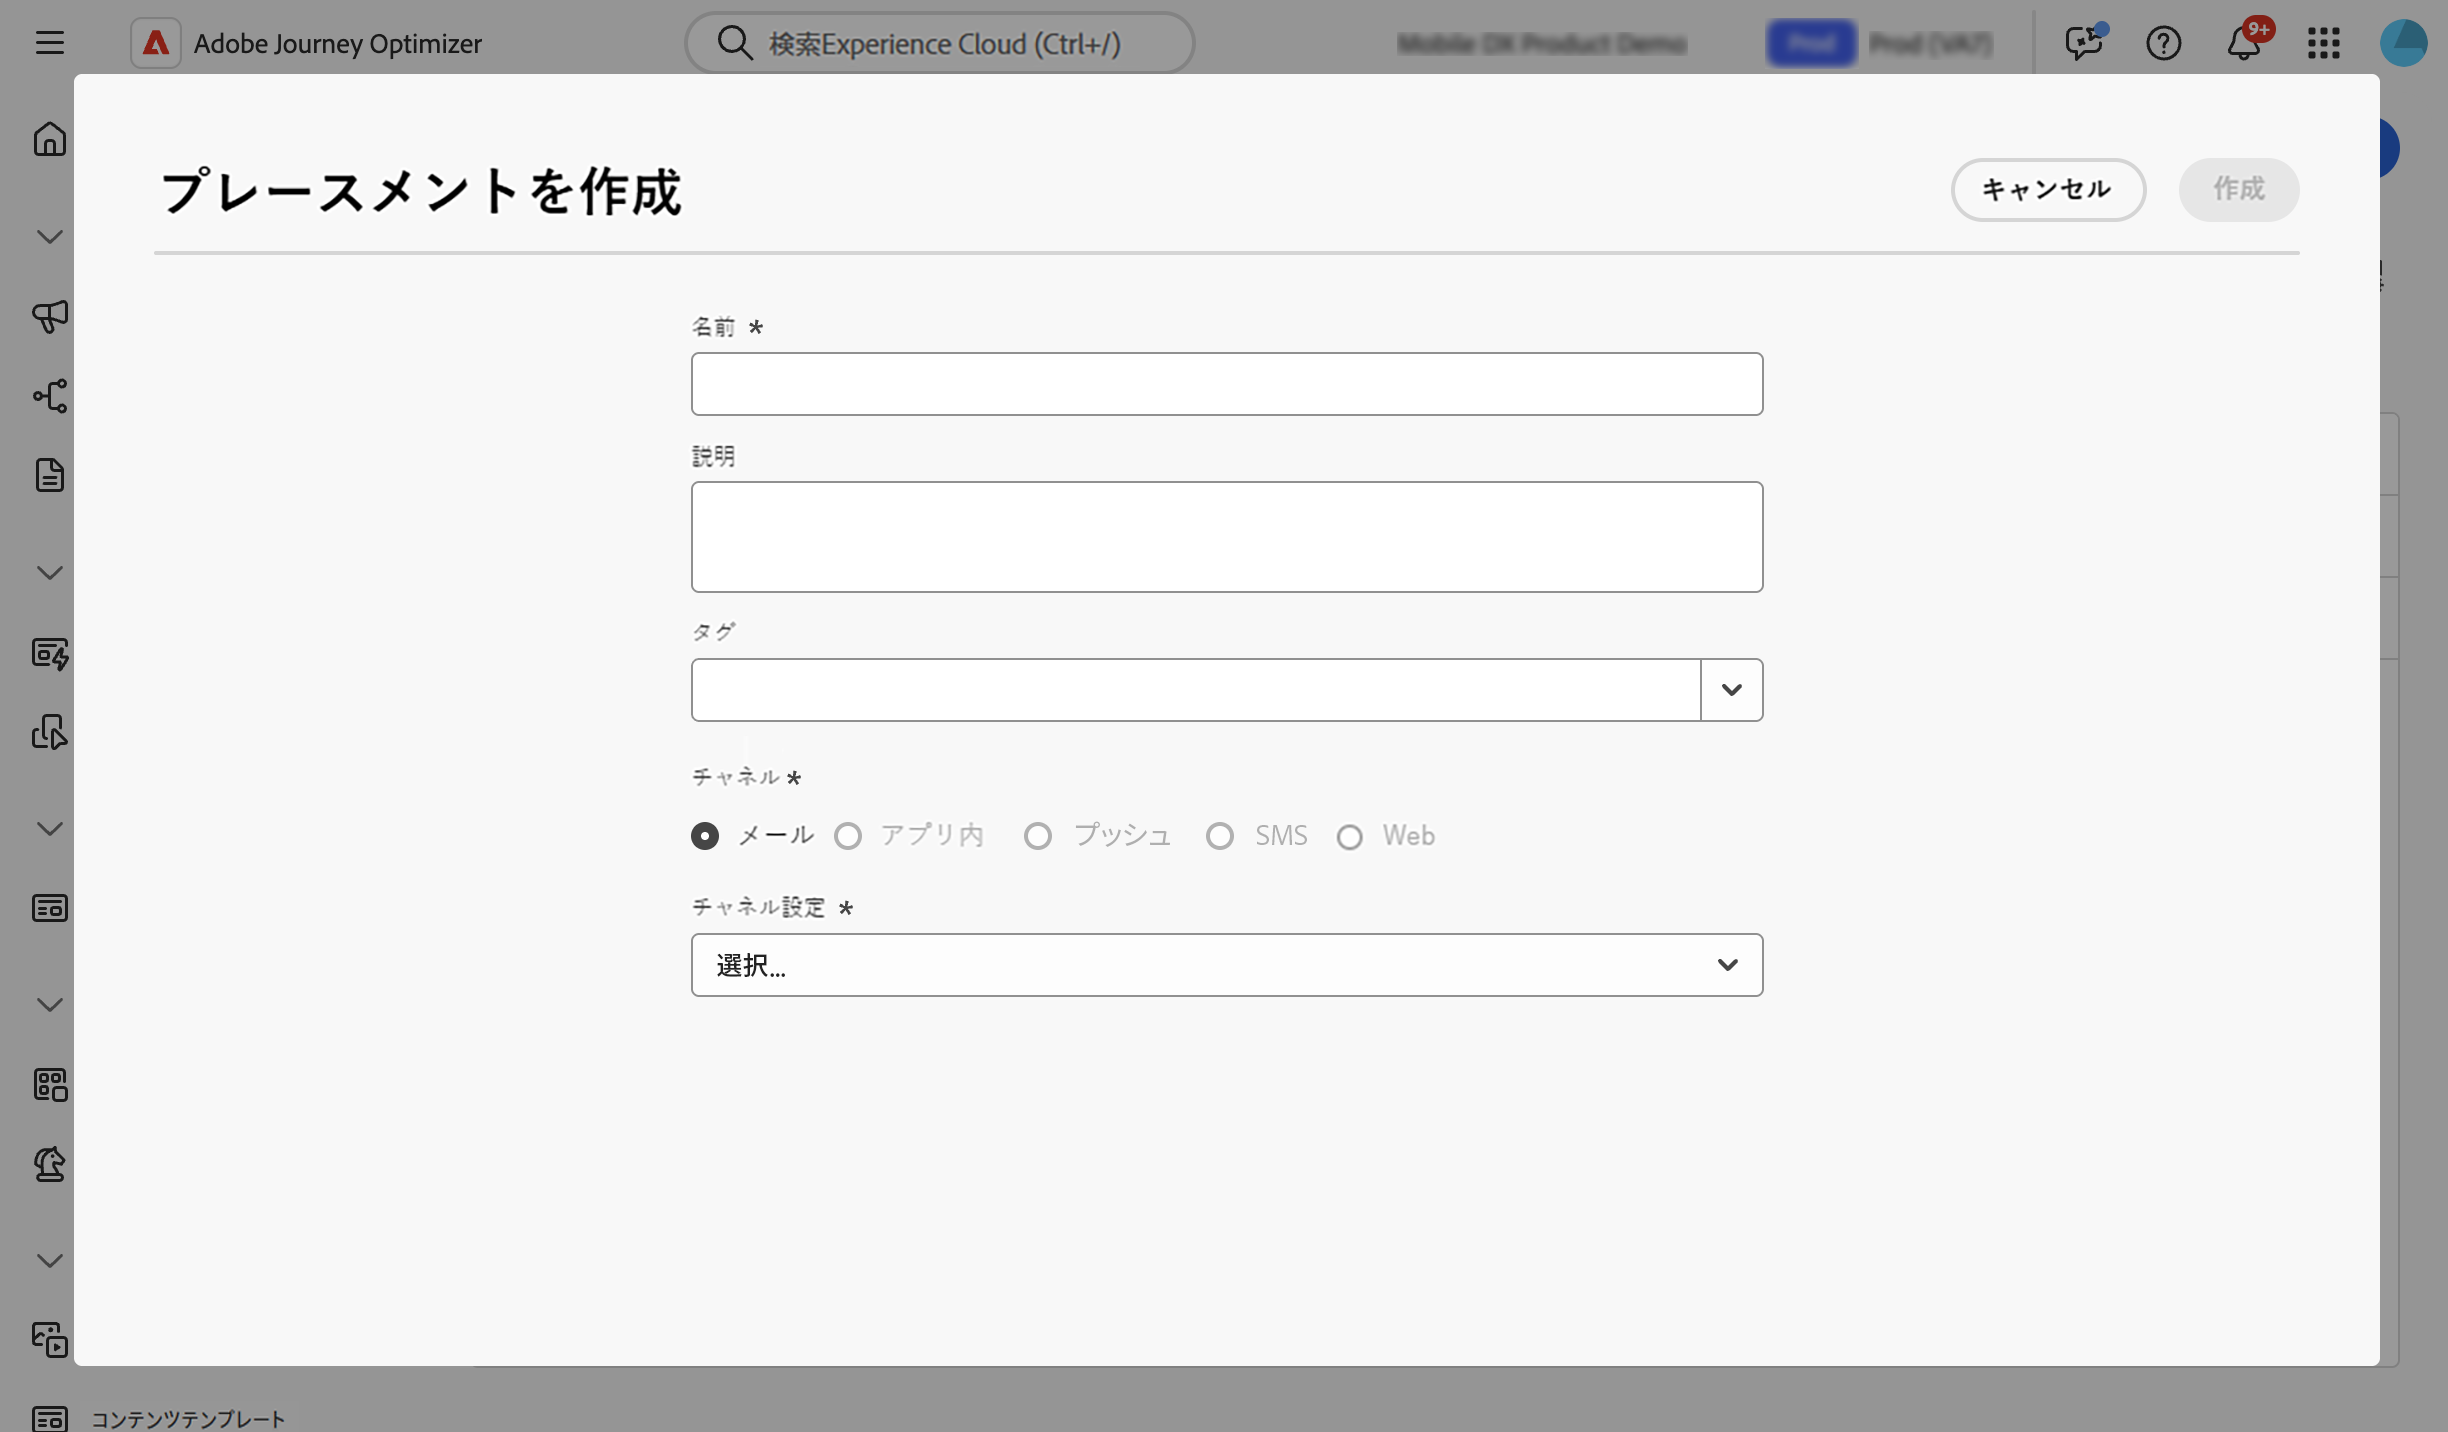 Adobe Journey Optimizer
検索Experience Cloud (Ctrl+/)
9+
プレースメントを作成
キャンセル
作成
名前 *
説明
タグ
チャネル *
メール
アプリ内
プッシュ
SMS
Web
チャネル設定 *
選択...
コンテンツテンプレート